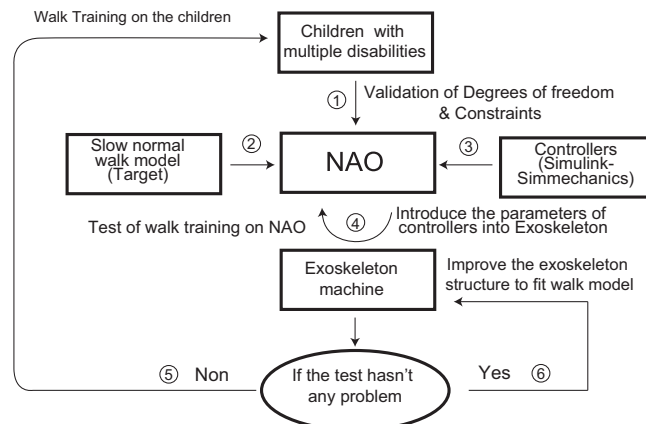 Walk Training on the children
Children with
multiple disabilities
① Validation of Degrees of freedom
& Constraints
Slow normal
walk model
(Target)
②
NAO
③
Controllers
(Simulink-
Simmechanics)
Test of walk training on NAO
④
Introduce the parameters of
controllers into Exoskeleton
Exoskeleton
machine
Improve the exoskeleton
structure to fit walk model
⑤ Non
If the test hasn't
any problem
Yes ⑥